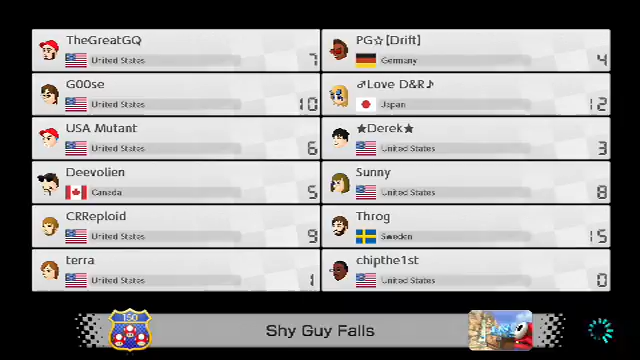 TheGreatGQ
United States 7
G00se
United States 10
USA Mutant
United States 6
Deevolien
Canada 5
CRReploid
United States 9
terra
United States 1
PG☆[Drift]
Germany 4
♂Love D&R♪
Japan 12
★Derek★
United States 3
Sunny
United States 8
Throg
Sweden 15
chipthe1st
United States 0
150
Shy Guy Falls